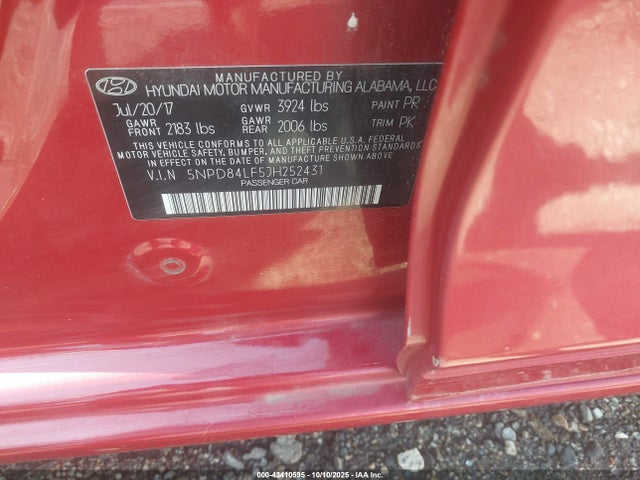 MANUFACTURED BY
HYUNDAI MOTOR MANUFACTURING ALABAMA, LLC
Jul/20/17 GVWR 3924 lbs PAINT PR
GAWR FRONT 2183 lbs GAWR REAR 2006 lbs TRIM PK
THIS VEHICLE CONFORMS TO ALL APPLICABLE U.S.A. FEDERAL
MOTOR VEHICLE SAFETY, BUMPER, AND THEFT PREVENTION STANDARDS
IN EFFECT ON THE DATE OF MANUFACTURE SHOWN
V.I.N 5NPD84LF5JH252431
PASSENGER CAR
000-43410595 - 10/10/2025 - IAA Inc.